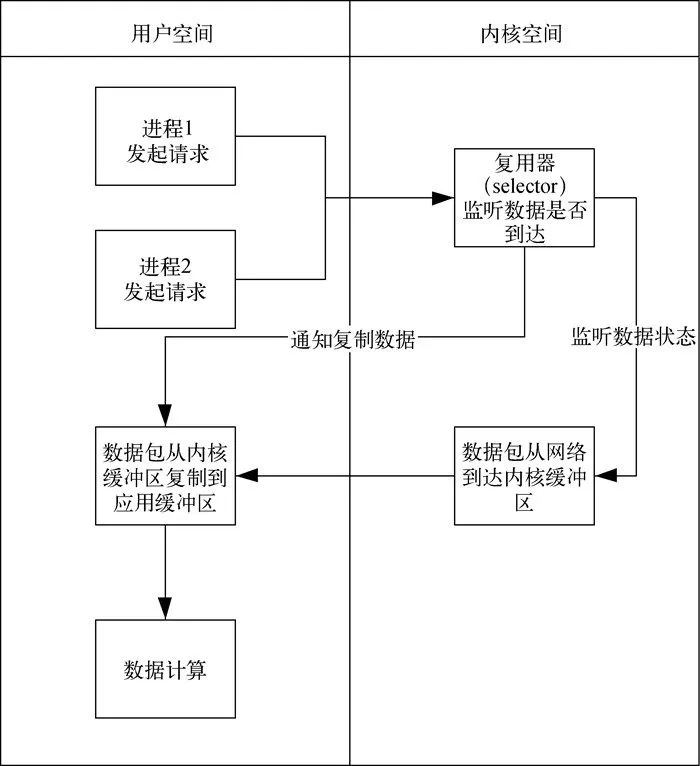 用户空间
内核空间
进程1
发起请求
复用器
（selector）
监听数据是否
到达
进程2
发起请求
通知复制数据
监听数据状态
数据包从内核
缓冲区复制到
应用缓冲区
数据包从网络
到达内核缓冲
区
数据计算